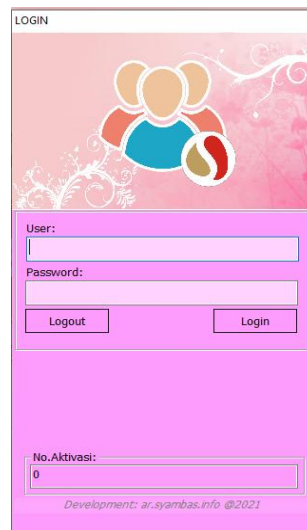 LOGIN
User:
Password:
Logout Login
No.Aktivasi:
0
Development: ar.syambas.info @2021